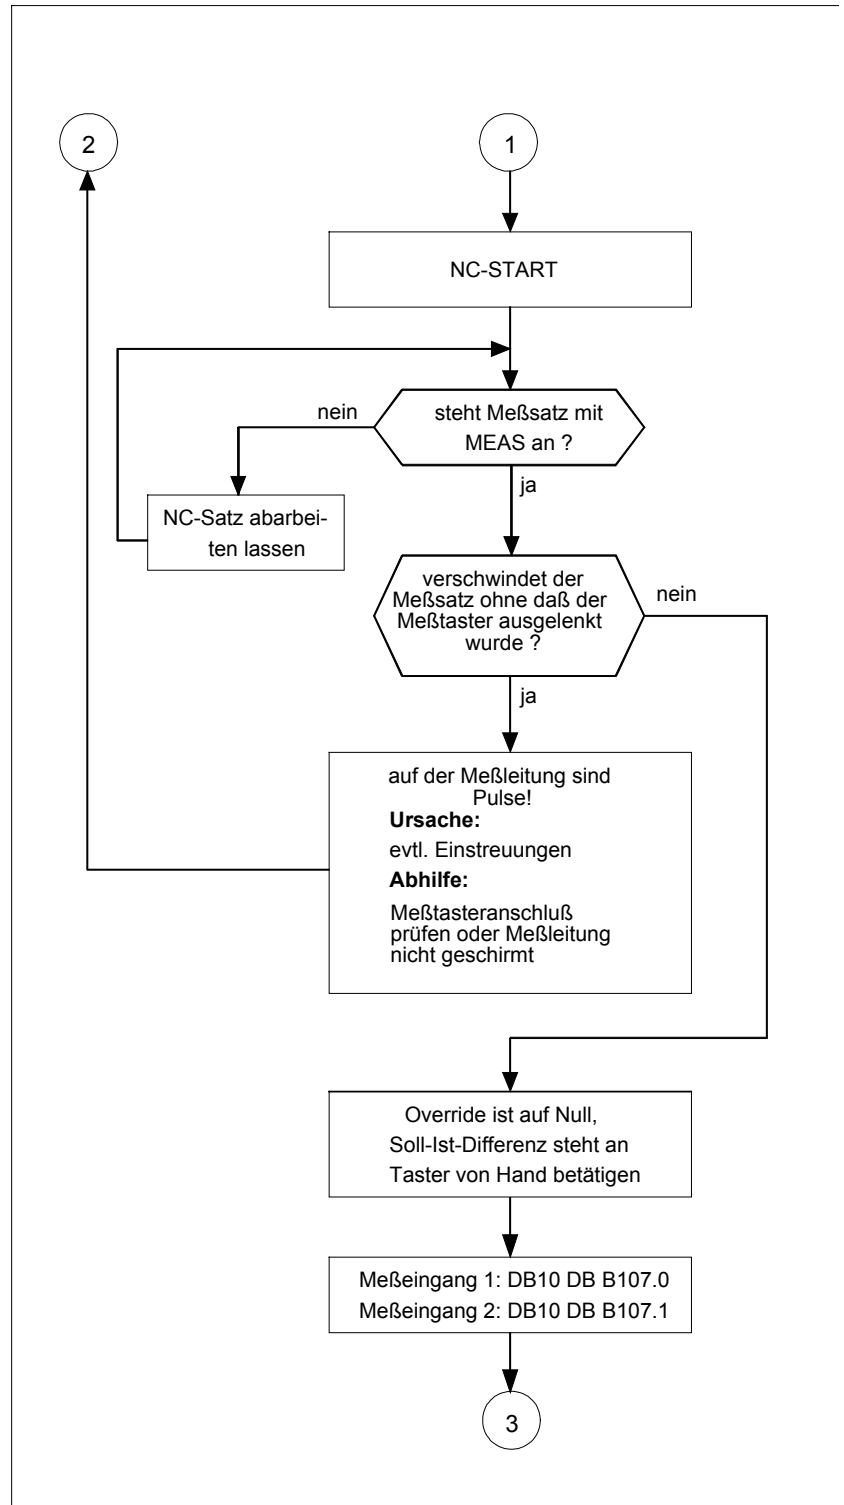 2
1
NC-START
nein
steht Meßsatz mit
MEAS an ?
ja
NC-Satz abarbei-
ten lassen
verschwindet der
Meßsatz ohne daß der
Meßtaster ausgelenkt
wurde ?
nein
ja
auf der Meßleitung sind
Pulse!
Ursache:
evtl. Einstreuungen
Abhilfe:
Meßtasteranschluß
prüfen oder Meßleitung
nicht geschirmt
Override ist auf Null,
Soll-Ist-Differenz steht an
Taster von Hand betätigen
Meßeingang 1: DB10 DB B107.0
Meßeingang 2: DB10 DB B107.1
3